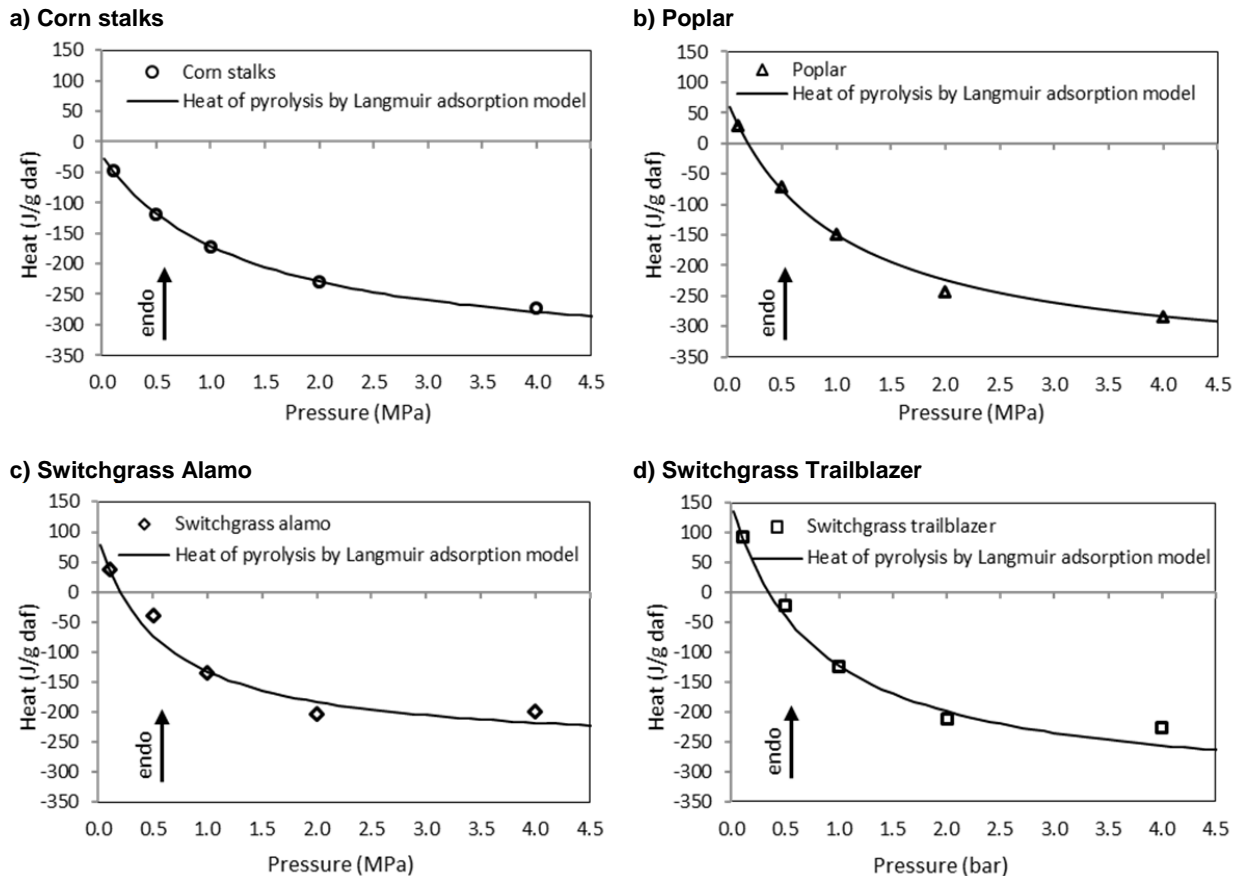 a) Corn stalks
150
100
50
0
-50
-100
-150
-200
-250
-300
-350
Heat (J/g daf)
Corn stalks
Heat of pyrolysis by Langmuir adsorption model
endo
0.0 0.5 1.0 1.5 2.0 2.5 3.0 3.5 4.0 4.5
Pressure (MPa)
b) Poplar
150
100
50
0
-50
-100
-150
-200
-250
-300
-350
Heat (J/g daf)
Poplar
Heat of pyrolysis by Langmuir adsorption model
endo
0.0 0.5 1.0 1.5 2.0 2.5 3.0 3.5 4.0 4.5
Pressure (MPa)
c) Switchgrass Alamo
150
100
50
0
-50
-100
-150
-200
-250
-300
-350
Heat (J/g daf)
Switchgrass alamo
Heat of pyrolysis by Langmuir adsorption model
endo
0.0 0.5 1.0 1.5 2.0 2.5 3.0 3.5 4.0 4.5
Pressure (MPa)
d) Switchgrass Trailblazer
150
100
50
0
-50
-100
-150
-200
-250
-300
-350
Heat (J/g daf)
Switchgrass trailblazer
Heat of pyrolysis by Langmuir adsorption model
endo
0.0 0.5 1.0 1.5 2.0 2.5 3.0 3.5 4.0 4.5
Pressure (bar)